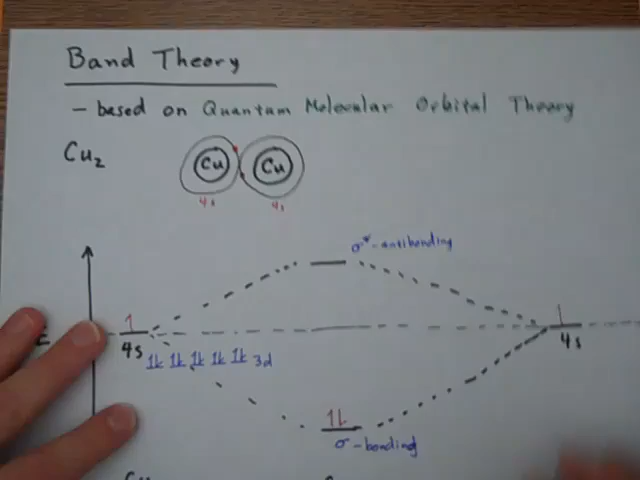 Band Theory
- based on Quantum Molecular Orbital Theory
Cu2
Cu Cu
4s 4s
σ*-antibonding
4s
3d
4s
σ-bonding